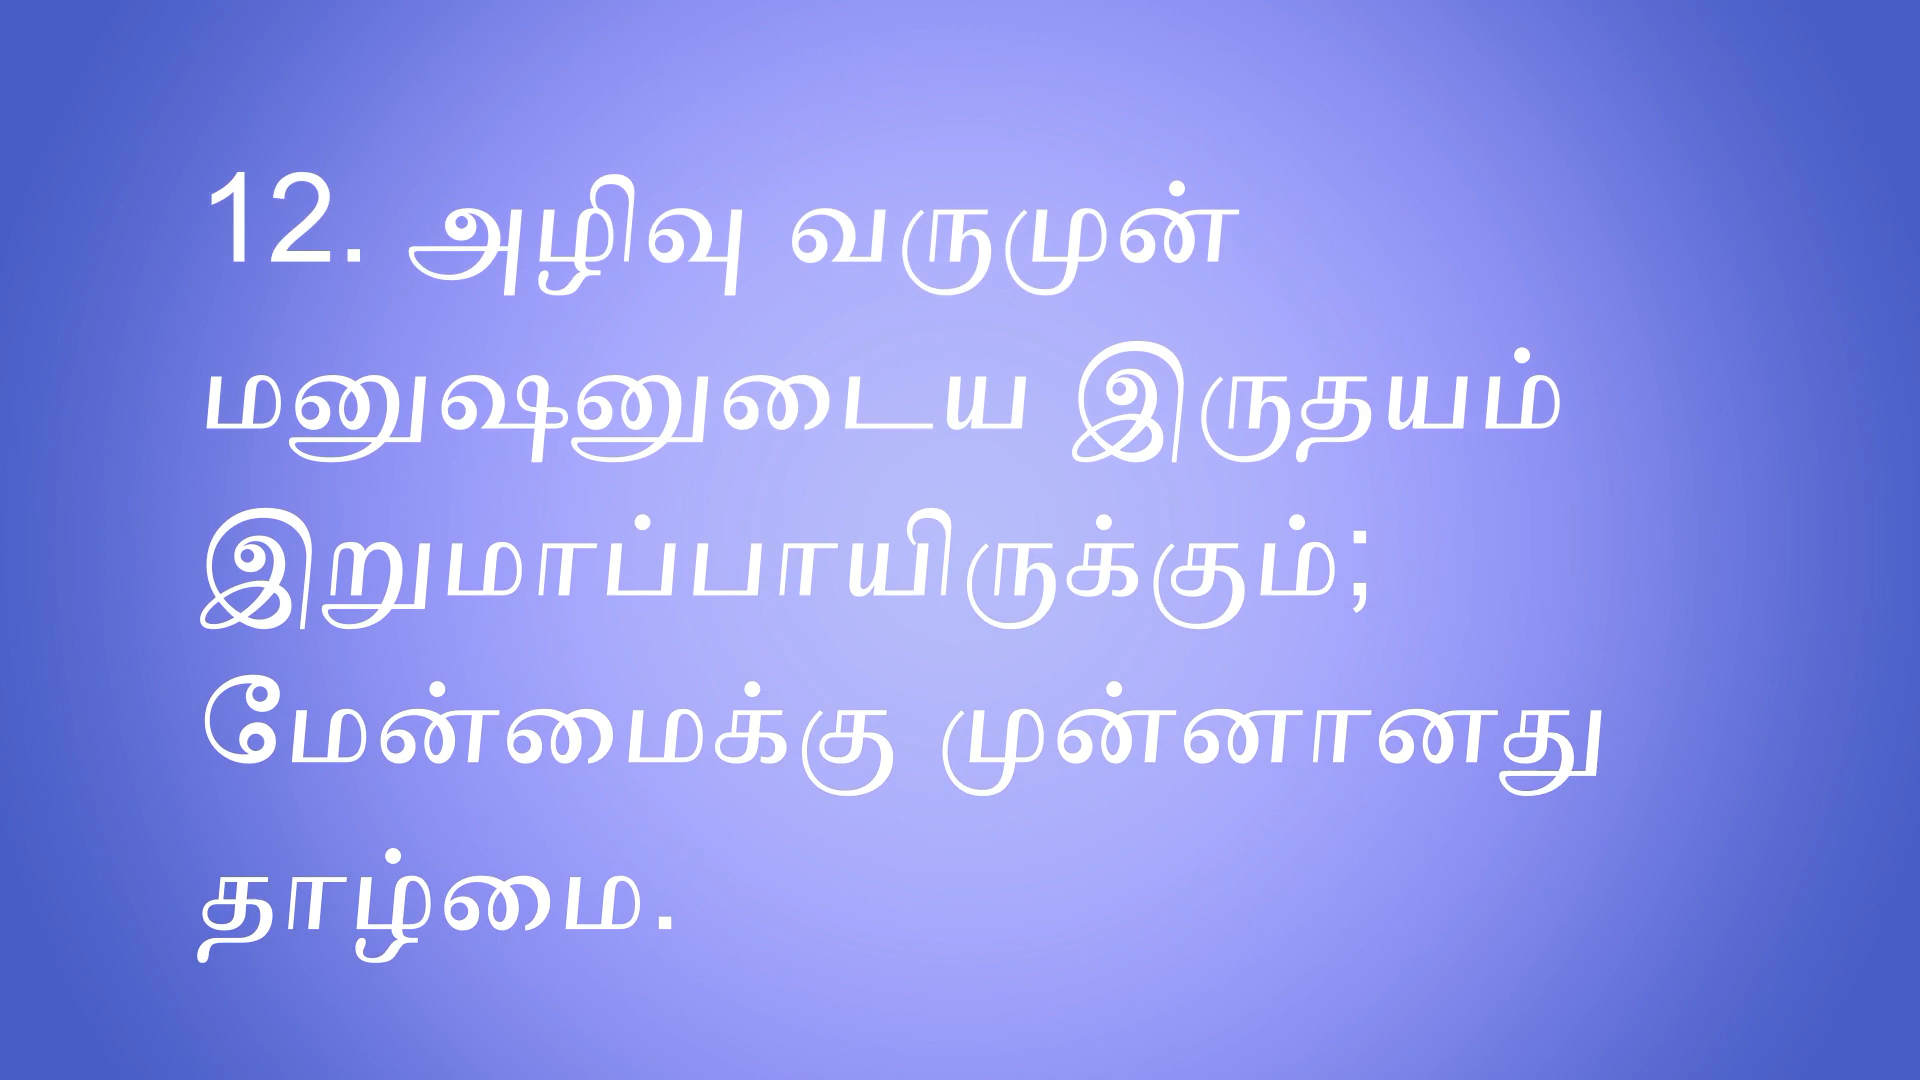 12. அழிவு வருமுன்
மனுஷனுடைய இருதயம்
இறுமாப்பாயிருக்கும்;
மேன்மைக்கு முன்னானது
தாழ்மை.